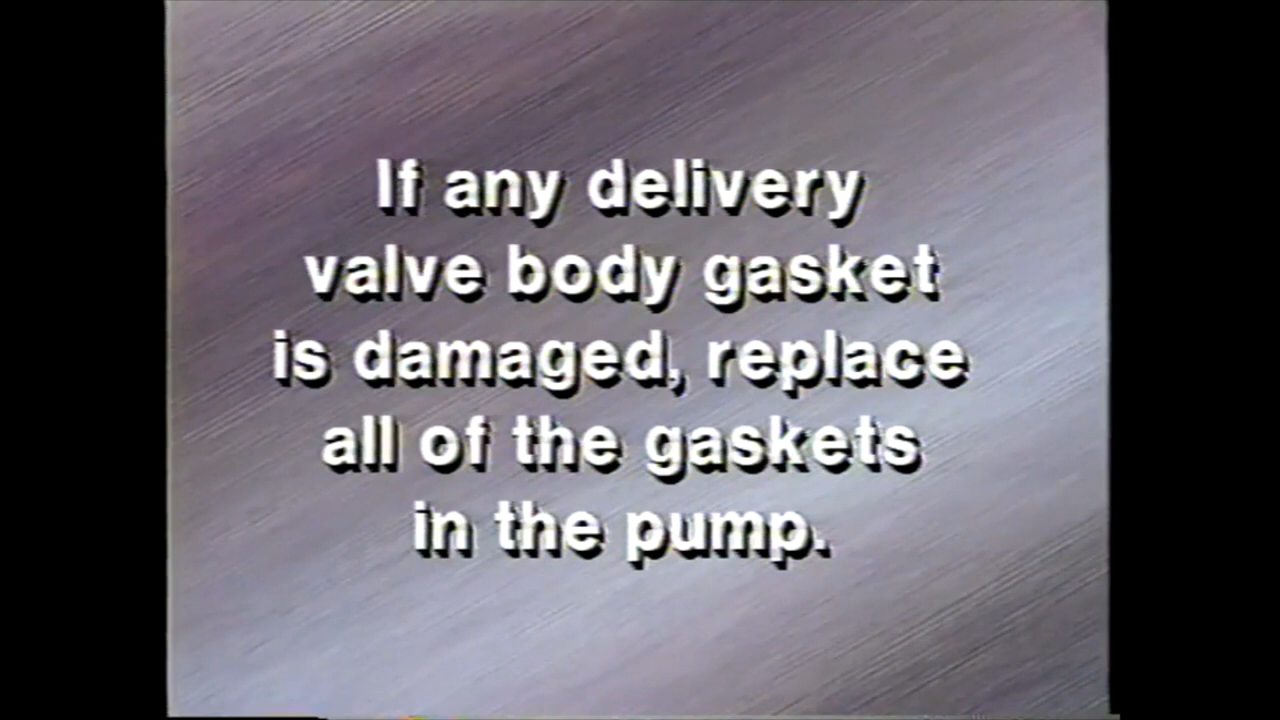 If any delivery
valve body gasket
is damaged, replace
all of the gaskets
in the pump.